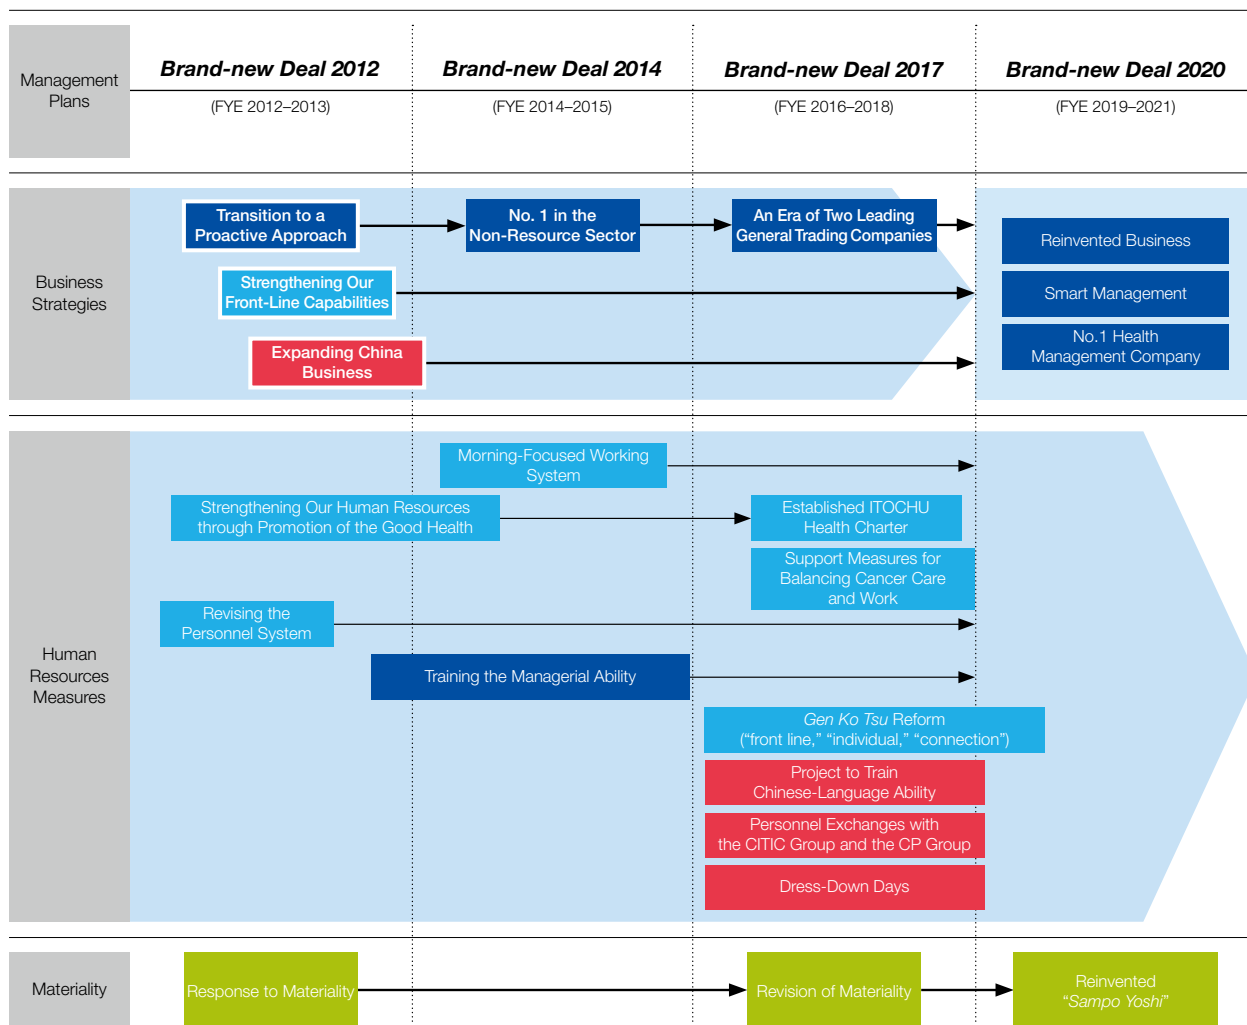 Management
Plans
Brand-new Deal 2012
(FYE 2012–2013)
Brand-new Deal 2014
(FYE 2014–2015)
Brand-new Deal 2017
(FYE 2016–2018)
Brand-new Deal 2020
(FYE 2019–2021)
Business
Strategies
Transition to a
Proactive Approach
No. 1 in the
Non-Resource Sector
An Era of Two Leading
General Trading Companies
Strengthening Our
Front-Line Capabilities
Expanding China
Business
Reinvented Business
Smart Management
No.1 Health
Management Company
Human
Resources
Measures
Morning-Focused Working
System
Strengthening Our Human Resources
through Promotion of the Good Health
Established ITOCHU
Health Charter
Support Measures for
Balancing Cancer Care
and Work
Revising the
Personnel System
Training the Managerial Ability
Gen Ko Tsu Reform
(“front line,” “individual,” “connection”)
Project to Train
Chinese-Language Ability
Personnel Exchanges with
the CITIC Group and the CP Group
Dress-Down Days
Materiality
Response to Materiality
Revision of Materiality
Reinvented
“Sampo Yoshi”